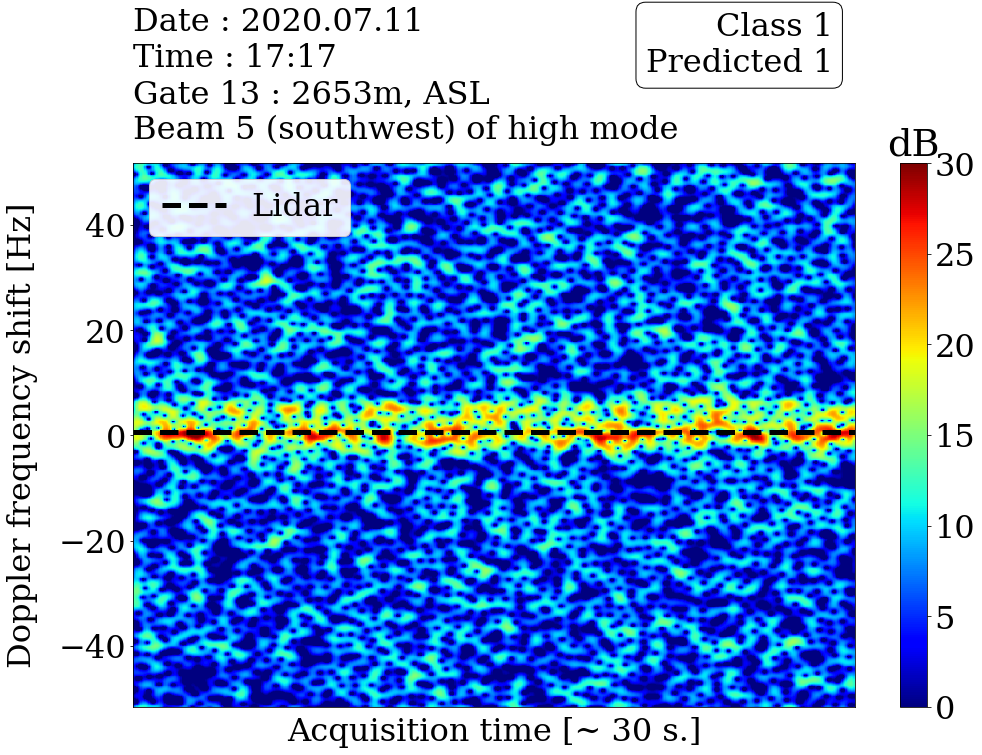 Date : 2020.07.11
Time : 17:17
Gate 13 : 2653m, ASL
Beam 5 (southwest) of high mode
Class 1
Predicted 1
dB
Lidar
Doppler frequency shift [Hz]
40
20
0
−20
−40
30
25
20
15
10
5
0
Acquisition time [~ 30 s.]